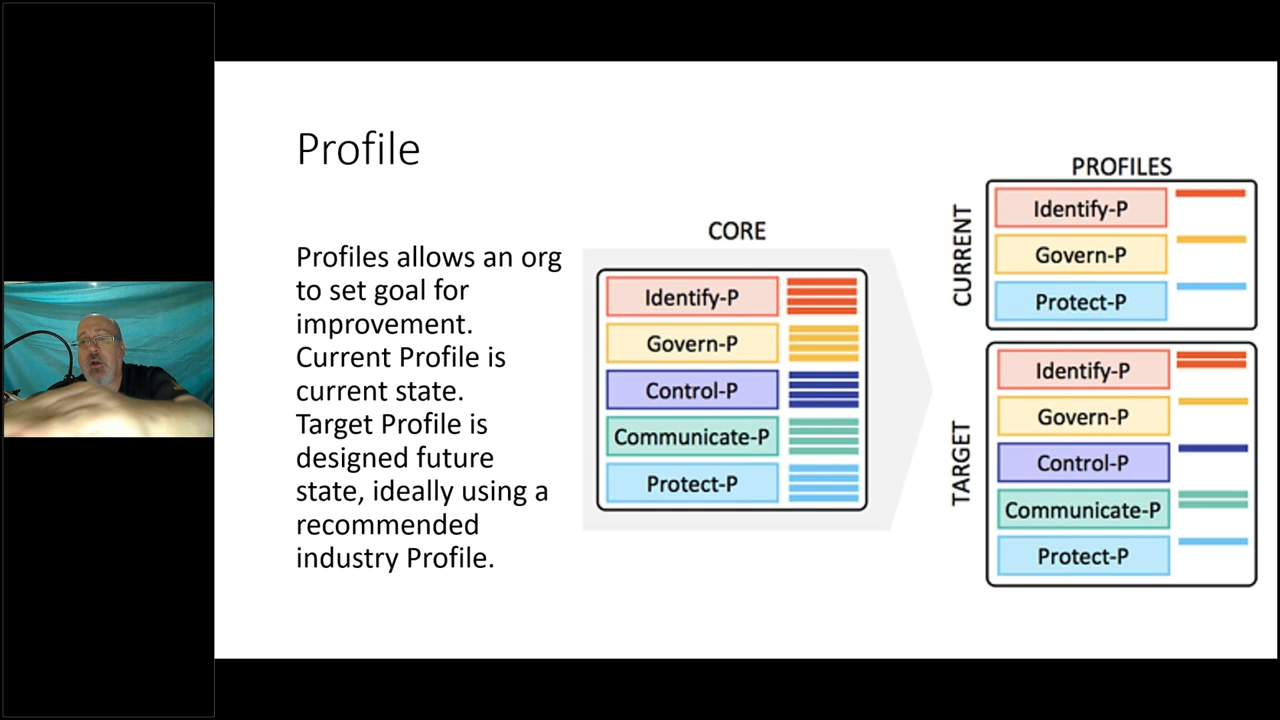 Profile
Profiles allows an org
to set goal for
improvement.
Current Profile is
current state.
Target Profile is
designed future
state, ideally using a
recommended
industry Profile.
CORE
Identify-P
Govern-P
Control-P
Communicate-P
Protect-P
PROFILES
CURRENT
Identify-P
Govern-P
Protect-P
TARGET
Identify-P
Govern-P
Control-P
Communicate-P
Protect-P